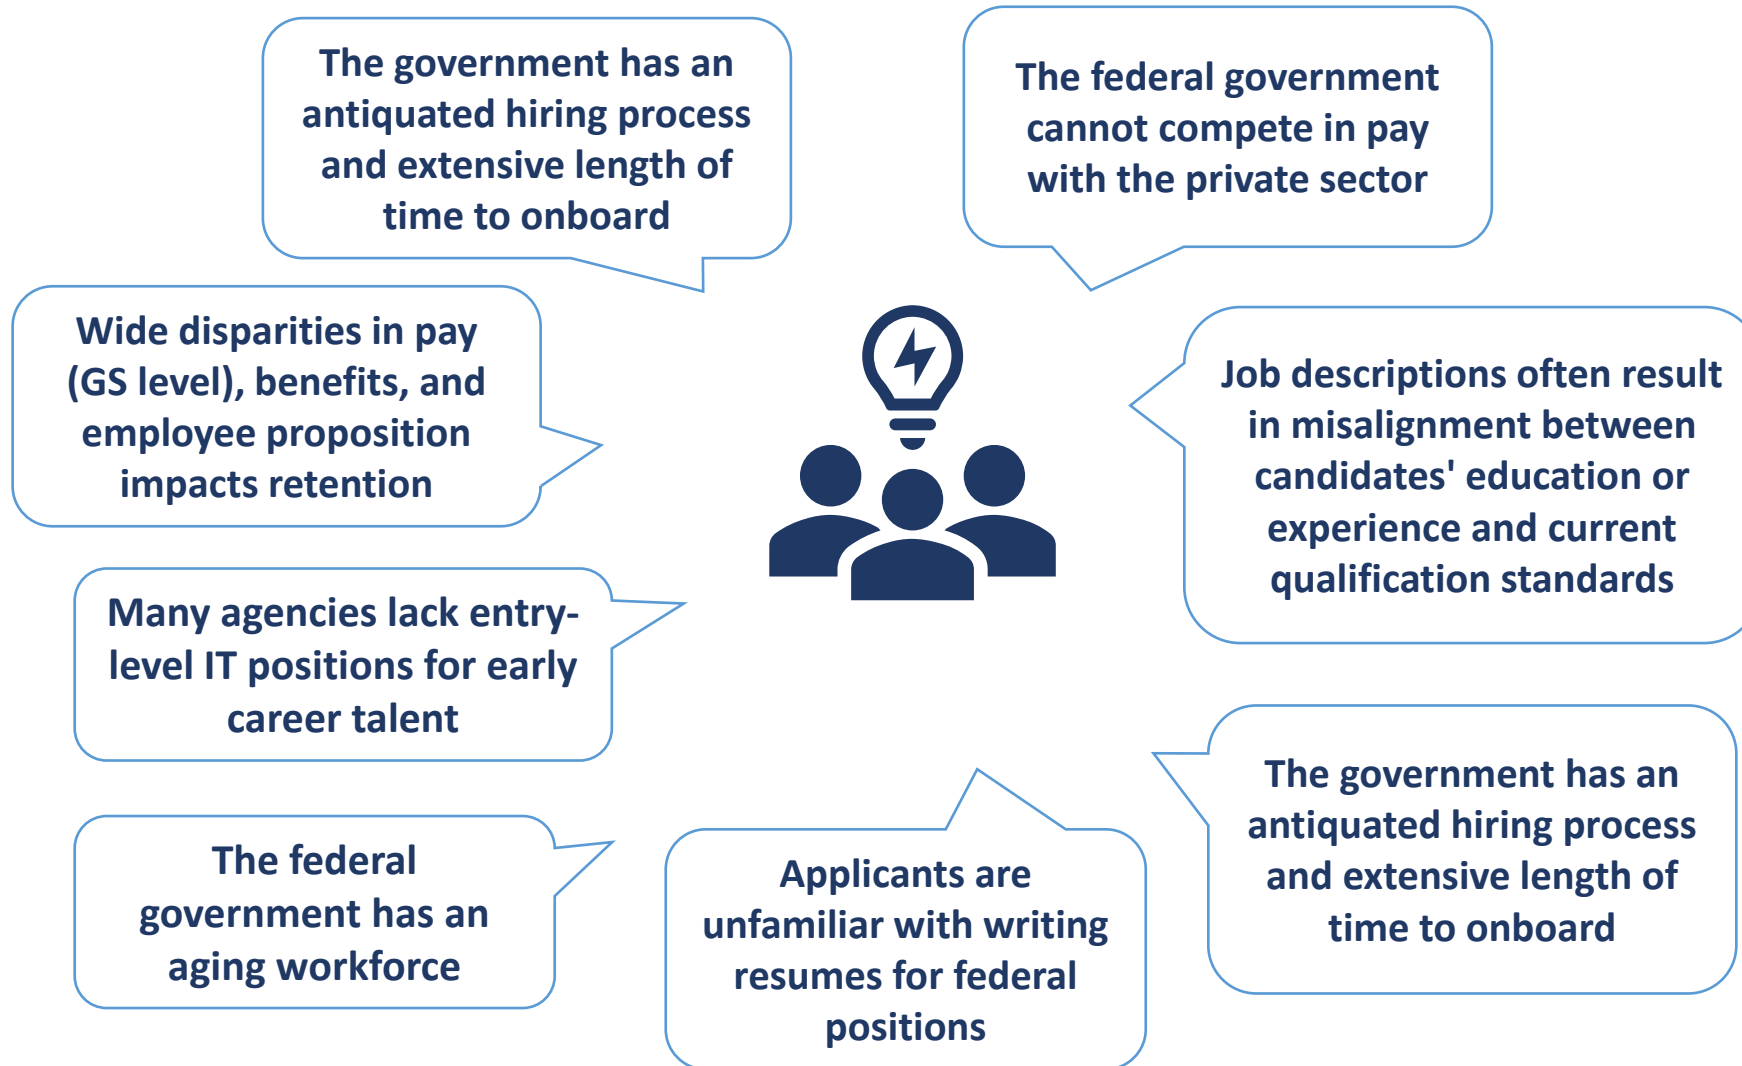 The government has an
antiquated hiring process
and extensive length of
time to onboard
The federal government
cannot compete in pay
with the private sector
Wide disparities in pay
(GS level), benefits, and
employee proposition
impacts retention
Job descriptions often result
in misalignment between
candidates' education or
experience and current
qualification standards
Many agencies lack entry-
level IT positions for early
career talent
The government has an
antiquated hiring process
and extensive length of
time to onboard
The federal
government has an
aging workforce
Applicants are
unfamiliar with writing
resumes for federal
positions